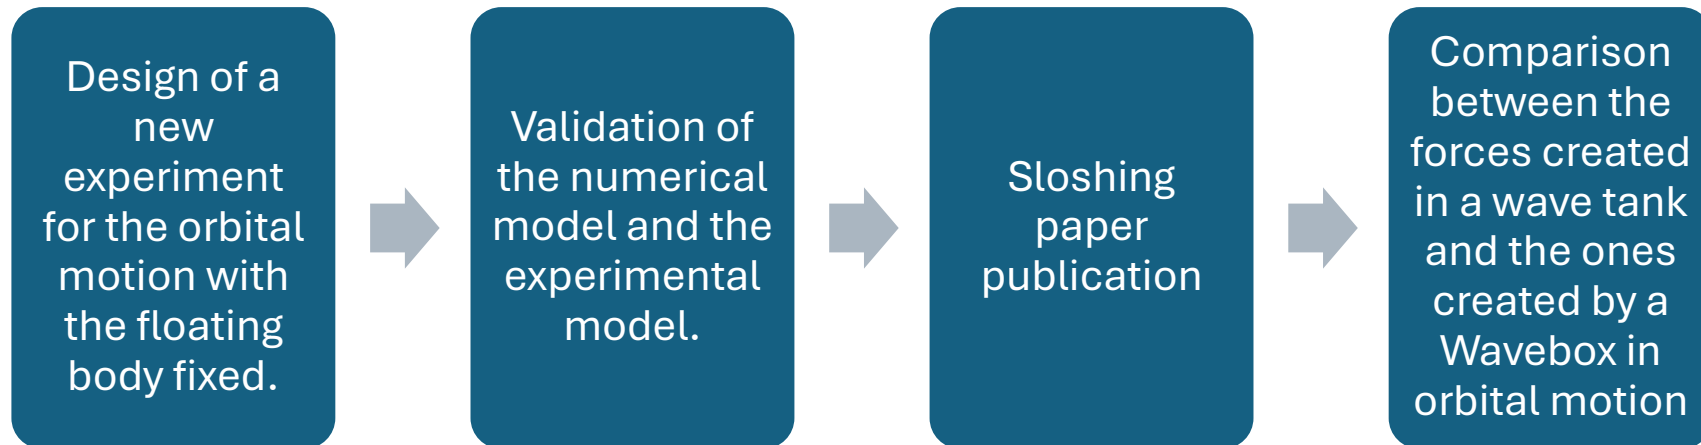 Design of a
new
experiment
for the orbital
motion with
the floating
body fixed.
Validation of
the numerical
model and the
experimental
model.
Sloshing
paper
publication
Comparison
between the
forces created
in a wave tank
and the ones
created by a
Wavebox in
orbital motion